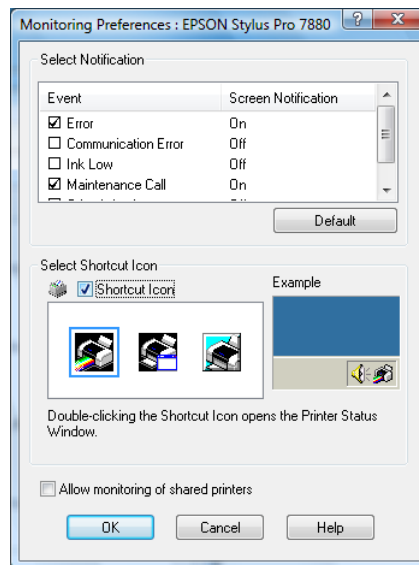 Monitoring Preferences : EPSON Stylus Pro 7880
Select Notification
Event Screen Notification
Error On
Communication Error Off
Ink Low Off
Maintenance Call On
Default
Select Shortcut Icon
Shortcut Icon
Example
Double-clicking the Shortcut Icon opens the Printer Status
Window.
Allow monitoring of shared printers
OK Cancel Help